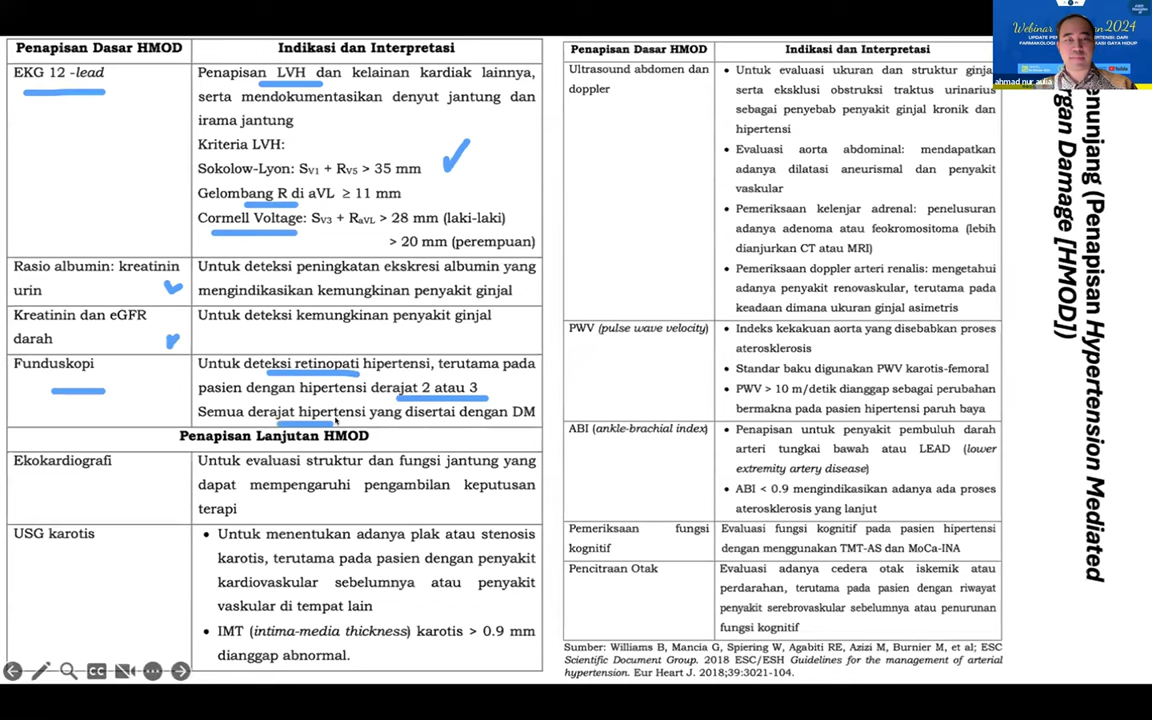 Penapisan Dasar HMOD
Indikasi dan Interpretasi
EKG 12 -lead
Penapisan LVH dan kelainan kardiak lainnya,
serta mendokumentasikan denyut jantung dan
irama jantung
Kriteria LVH:
Sokolow-Lyon: SV1 + RV5 > 35 mm
Gelombang R di aVL ≥ 11 mm
Cormell Voltage: SV3 + RaVL > 28 mm (laki-laki)
> 20 mm (perempuan)
Rasio albumin: kreatinin
urin
Untuk deteksi peningkatan ekskresi albumin yang
mengindikasikan kemungkinan penyakit ginjal
Kreatinin dan eGFR
darah
Untuk deteksi kemungkinan penyakit ginjal
Funduskopi
Untuk deteksi retinopati hipertensi, terutama pada
pasien dengan hipertensi derajat 2 atau 3
Semua derajat hipertensi yang disertai dengan DM
Penapisan Lanjutan HMOD
Ekokardiografi
Untuk evaluasi struktur dan fungsi jantung yang
dapat mempengaruhi pengambilan keputusan
terapi
USG karotis
• Untuk menentukan adanya plak atau stenosis
karotis, terutama pada pasien dengan penyakit
kardiovaskular sebelumnya atau penyakit
vaskular di tempat lain
• IMT (intima-media thickness) karotis > 0.9 mm
dianggap abnormal.
Penapisan Dasar HMOD
Indikasi dan Interpretasi
Ultrasound abdomen dan
doppler
• Untuk evaluasi ukuran dan struktur ginja
serta eksklusi obstruksi traktus urinarius
sebagai penyebab penyakit ginjal kronik dan
hipertensi
• Evaluasi aorta abdominal: mendapatkan
adanya dilatasi aneurismal dan penyakit
vaskular
• Pemeriksaan kelenjar adrenal: penelusuran
adanya adenoma atau feokromositoma (lebih
dianjurkan CT atau MRI)
• Pemeriksaan doppler arteri renalis: mengetahui
adanya penyakit renovaskular, terutama pada
keadaan dimana ukuran ginjal asimetris
PWV (pulse wave velocity)
• Indeks kekakuan aorta yang disebabkan proses
aterosklerosis
• Standar baku digunakan PWV karotis-femoral
• PWV > 10 m/detik dianggap sebagai perubahan
bermakna pada pasien hipertensi paruh baya
ABI (ankle-brachial index)
• Penapisan untuk penyakit pembuluh darah
arteri tungkai bawah atau LEAD (lower
extremity artery disease)
• ABI < 0.9 mengindikasikan adanya ada proses
aterosklerosis yang lanjut
Pemeriksaan fungsi
kognitif
Evaluasi fungsi kognitif pada pasien hipertensi
dengan menggunakan TMT-AS dan MoCa-INA
Pencitraan Otak
Evaluasi adanya cedera otak iskemik atau
perdarahan, terutama pada pasien dengan riwayat
penyakit serebrovaskular sebelumnya atau penurunan
fungsi kognitif
Sumber: Williams B, Mancia G, Spiering W, Agabiti RE, Azizi M, Burnier M, et al; ESC
Scientific Document Group. 2018 ESC/ESH Guidelines for the management of arterial
hypertension. Eur Heart J. 2018;39:3021-104.
enunjang (Penapisan Hypertension Mediated
rgan Damage [HMOD])
Webinar 2024
ahmad nur aulia
CC